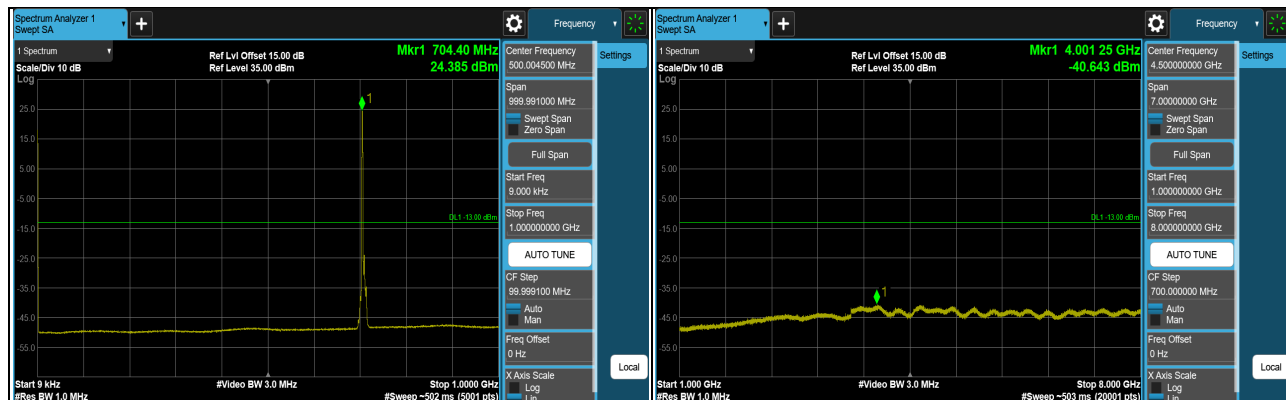 Spectrum Analyzer 1
Swept SA
+
Frequency
1 Spectrum
Scale/Div 10 dB
Log
Ref Lvl Offset 15.00 dB
Ref Level 35.00 dBm
Mkr1 704.40 MHz
24.385 dBm
1
25.0
15.0
5.00
-5.00
-15.0
-25.0
-35.0
-45.0
-55.0
DL1 -13.00 dBm
Start 9 kHz
#Res BW 1.0 MHz
#Video BW 3.0 MHz
Stop 1.0000 GHz
#Sweep ~502 ms (5001 pts)
Center Frequency
500.004500 MHz
Span
999.991000 MHz
Swept Span
Zero Span
Full Span
Start Freq
9.000 kHz
Stop Freq
1.000000000 GHz
AUTO TUNE
CF Step
99.999100 MHz
Auto
Man
Freq Offset
0 Hz
X Axis Scale
Log
Lin
Settings
Local
Spectrum Analyzer 1
Swept SA
+
Frequency
1 Spectrum
Scale/Div 10 dB
Log
Ref Lvl Offset 15.00 dB
Ref Level 35.00 dBm
Mkr1 4.001 25 GHz
-40.643 dBm
1
25.0
15.0
5.00
-5.00
-15.0
-25.0
-35.0
-45.0
-55.0
DL1 -13.00 dBm
Start 1.000 GHz
#Res BW 1.0 MHz
#Video BW 3.0 MHz
Stop 8.000 GHz
#Sweep ~503 ms (20001 pts)
Center Frequency
4.500000000 GHz
Span
7.00000000 GHz
Swept Span
Zero Span
Full Span
Start Freq
1.000000000 GHz
Stop Freq
8.000000000 GHz
AUTO TUNE
CF Step
700.000000 MHz
Auto
Man
Freq Offset
0 Hz
X Axis Scale
Log
Lin
Settings
Local